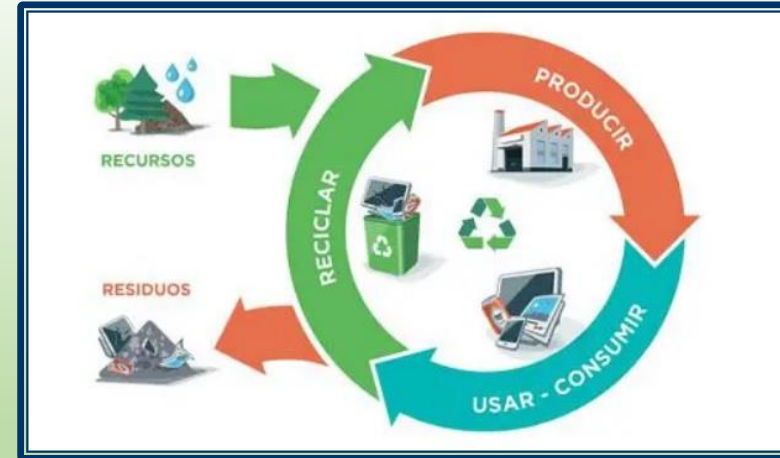 RECURSOS
RESIDUOS
RECICLAR
PRODUCIR
USAR - CONSUMIR